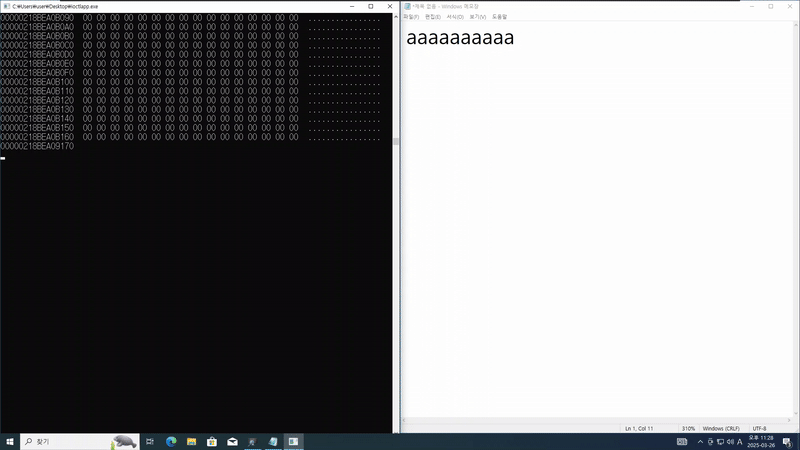 C:₩Users₩user₩Desktop₩ioctlapp.exe
00000218BEA0B090 00 00 00 00 00 00 00 00 00 00 00 00 00 00 00 00 ................
00000218BEA0B0A0 00 00 00 00 00 00 00 00 00 00 00 00 00 00 00 00 ................
00000218BEA0B0B0 00 00 00 00 00 00 00 00 00 00 00 00 00 00 00 00 ................
00000218BEA0B0C0 00 00 00 00 00 00 00 00 00 00 00 00 00 00 00 00 ................
00000218BEA0B0D0 00 00 00 00 00 00 00 00 00 00 00 00 00 00 00 00 ................
00000218BEA0B0E0 00 00 00 00 00 00 00 00 00 00 00 00 00 00 00 00 ................
00000218BEA0B0F0 00 00 00 00 00 00 00 00 00 00 00 00 00 00 00 00 ................
00000218BEA0B100 00 00 00 00 00 00 00 00 00 00 00 00 00 00 00 00 ................
00000218BEA0B110 00 00 00 00 00 00 00 00 00 00 00 00 00 00 00 00 ................
00000218BEA0B120 00 00 00 00 00 00 00 00 00 00 00 00 00 00 00 00 ................
00000218BEA0B130 00 00 00 00 00 00 00 00 00 00 00 00 00 00 00 00 ................
00000218BEA0B140 00 00 00 00 00 00 00 00 00 00 00 00 00 00 00 00 ................
00000218BEA0B150 00 00 00 00 00 00 00 00 00 00 00 00 00 00 00 00 ................
00000218BEA0B160 00 00 00 00 00 00 00 00 00 00 00 00 00 00 00 00 ................
00000218BEA09170
*제목 없음 - Windows 메모장
파일(F) 편집(E) 서식(O) 보기(V) 도움말
aaaaaaaaaa
Ln 1, Col 11 310% Windows (CRLF) UTF-8
찾기
A 오후 11:28
2025-03-26